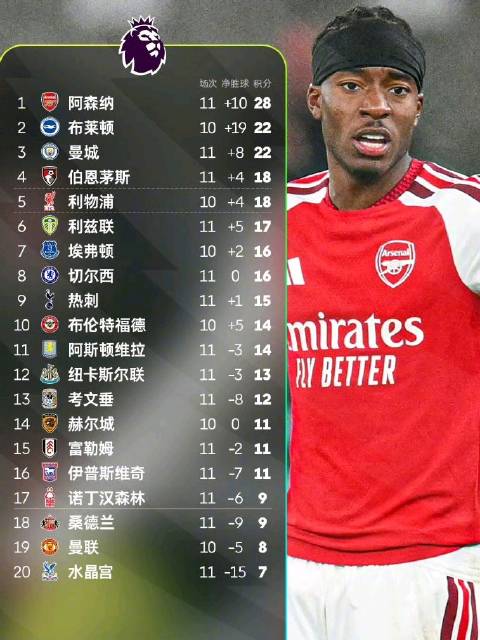 场次 净胜球 积分
1 阿森纳 11 +10 28
2 布莱顿 10 +19 22
3 曼城 11 +8 22
4 伯恩茅斯 11 +4 18
5 利物浦 10 +4 18
6 利兹联 11 +5 17
7 埃弗顿 10 +2 16
8 切尔西 11 0 16
9 热刺 11 +1 15
10 布伦特福德 10 +5 14
11 阿斯顿维拉 11 -3 14
12 纽卡斯尔联 11 -3 13
13 考文垂 11 -8 12
14 赫尔城 10 0 11
15 富勒姆 11 -2 11
16 伊普斯维奇 11 -7 11
17 诺丁汉森林 11 -6 9
18 桑德兰 11 -9 9
19 曼联 10 -5 8
20 水晶宫 11 -15 7
Arsenal
mirates
FLY BETTER